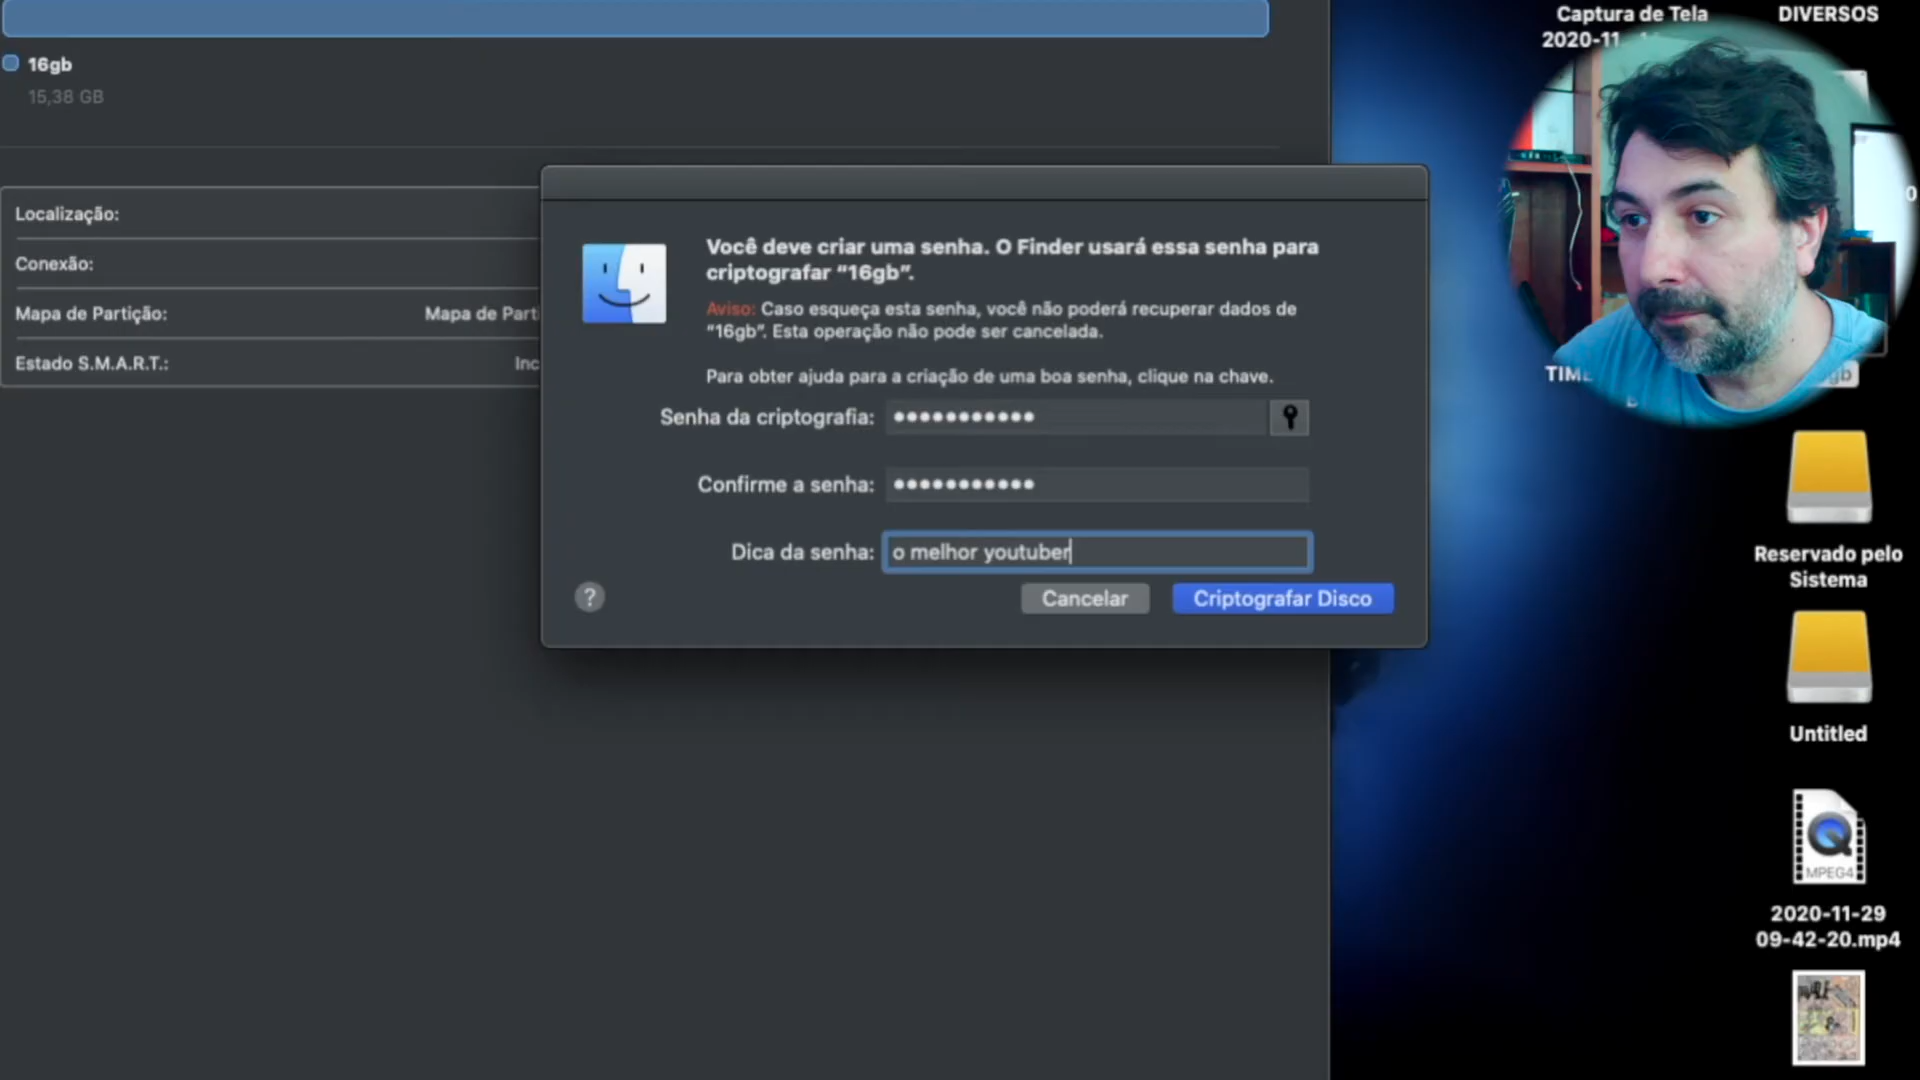 Captura de Tela
2020-11
DIVERSOS
16gb
15,38 GB
Localização:
Conexão:
Mapa de Partição:
Mapa de Parti
Estado S.M.A.R.T.:
Inc
Você deve criar uma senha. O Finder usará essa senha para
criptografar “16gb”.
Aviso: Caso esqueça esta senha, você não poderá recuperar dados de
“16gb”. Esta operação não pode ser cancelada.
Para obter ajuda para a criação de uma boa senha, clique na chave.
Senha da criptografia: •••••••••••
Confirme a senha: •••••••••••
Dica da senha: o melhor youtuber
?
Cancelar
Criptografar Disco
TIM
gb
Reservado pelo
Sistema
Untitled
MPEG4
2020-11-29
09-42-20.mp4